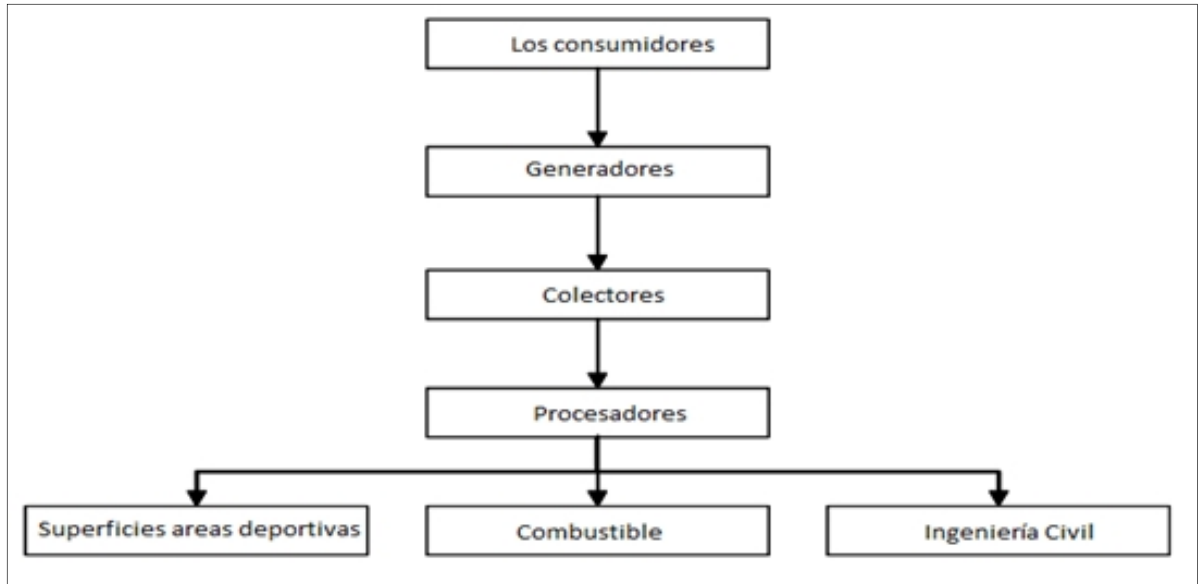 Los consumidores
Generadores
Colectores
Procesadores
Superficies areas deportivas
Combustible
Ingeniería Civil